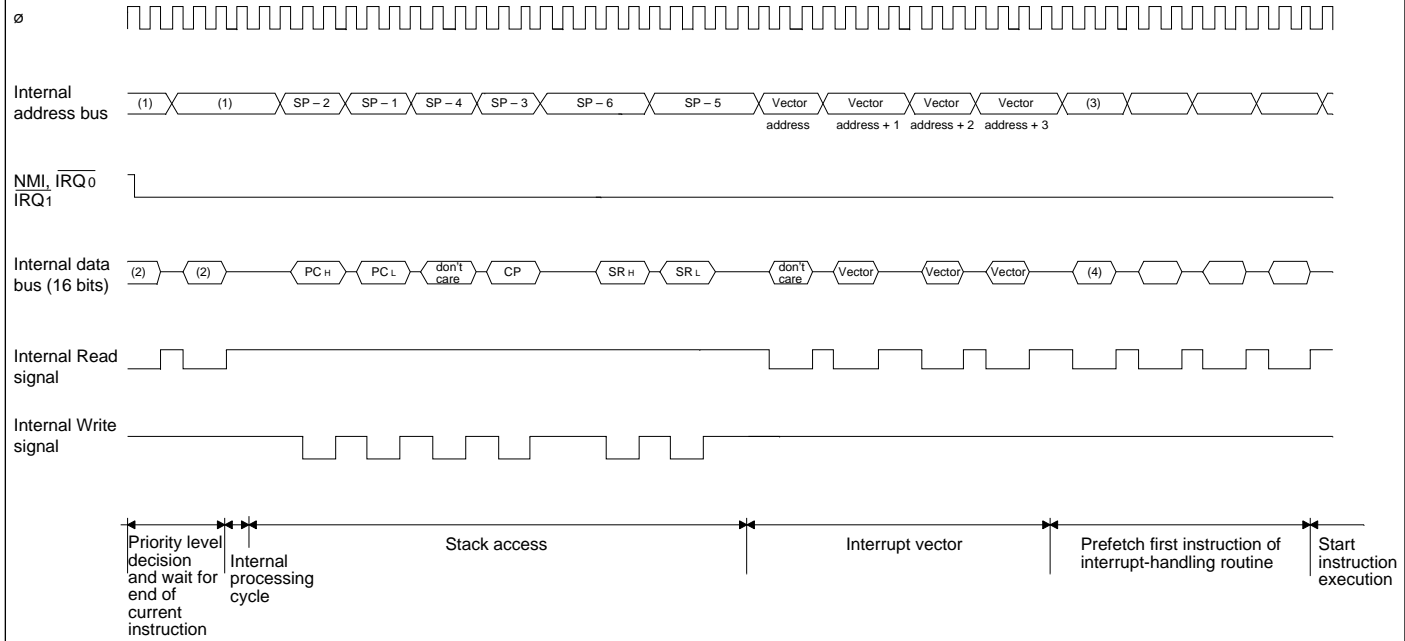 ø
Internal
address bus
(1) (1) SP – 2 SP – 1 SP – 4 SP – 3 SP – 6 SP – 5 Vector Vector Vector Vector (3)
address address + 1 address + 2 address + 3
NMI, IRQ0
IRQ1
Internal data
bus (16 bits)
(2) (2) PC H PC L don't care CP SR H SR L don't care Vector Vector Vector (4)
Internal Read
signal
Internal Write
signal
Priority level
decision
and wait for
end of
current
instruction
Internal
processing
cycle
Stack access
Interrupt vector
Prefetch first instruction of
interrupt-handling routine
Start
instruction
execution